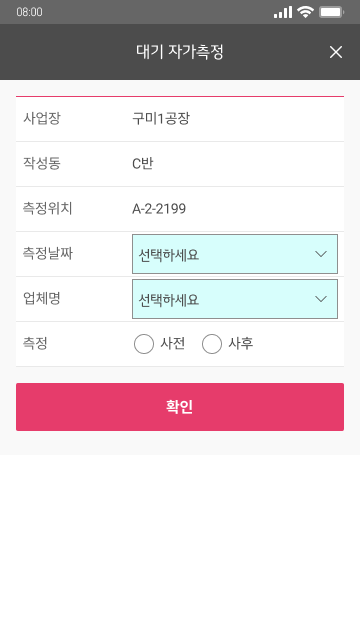 08:00
대기 자가측정
사업장 구미1공장
작성동 C반
측정위치 A-2-2199
측정날짜 선택하세요
업체명 선택하세요
측정 사전 사후
확인